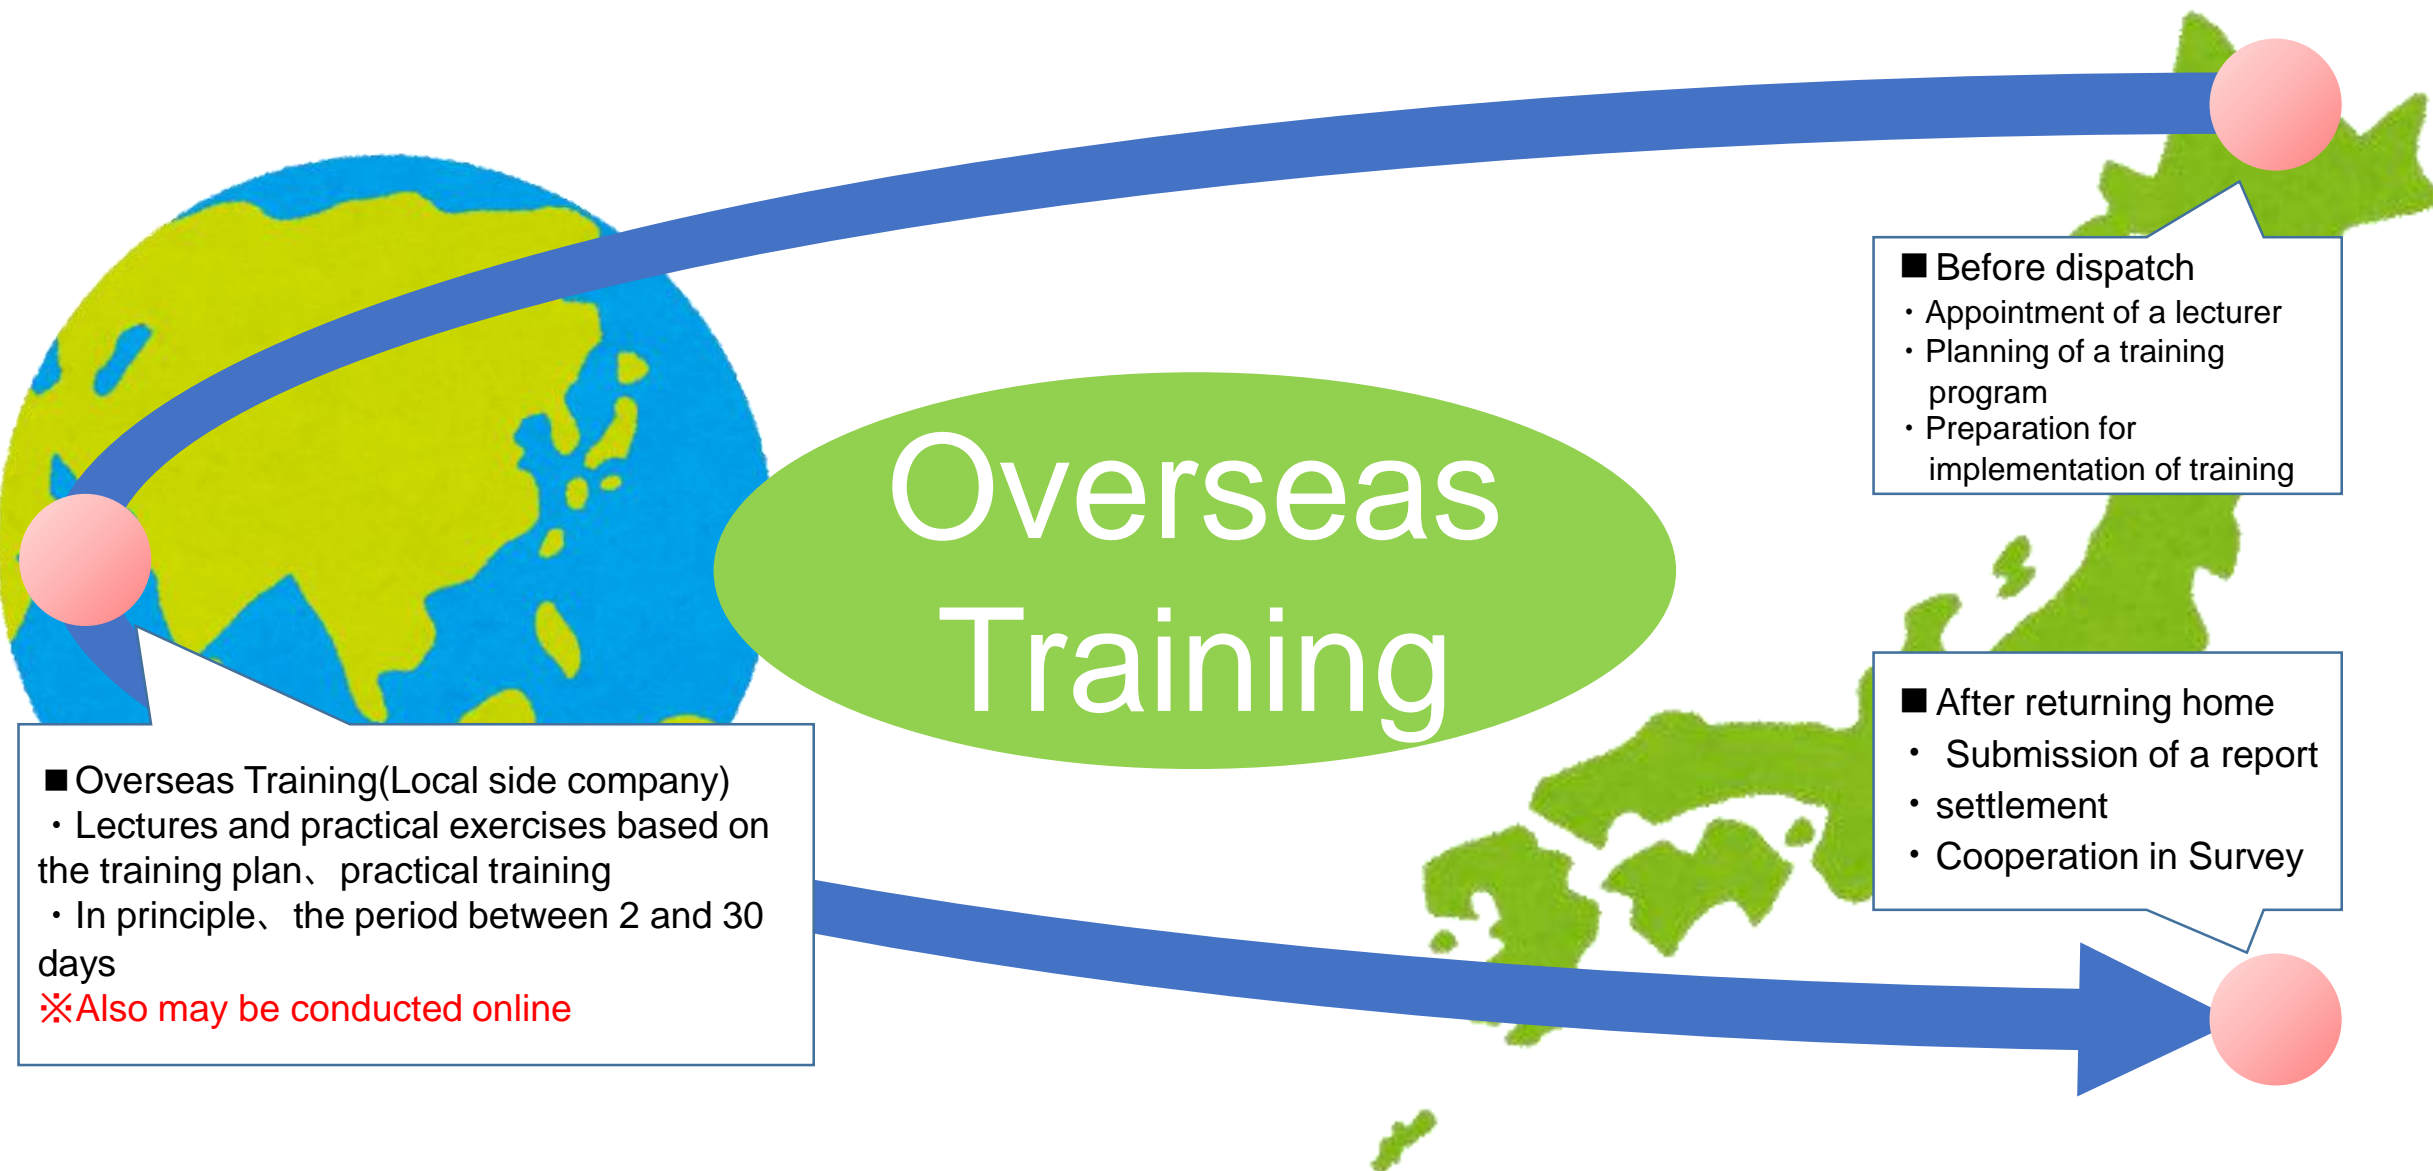 Overseas
Training
■Before dispatch
・Appointment of a lecturer
・Planning of a training
program
・Preparation for
implementation of training
■Overseas Training(Local side company)
・Lectures and practical exercises based on
the training plan、practical training
・In principle、the period between 2 and 30
days
※Also may be conducted online
■After returning home
・ Submission of a report
・settlement
・Cooperation in Survey